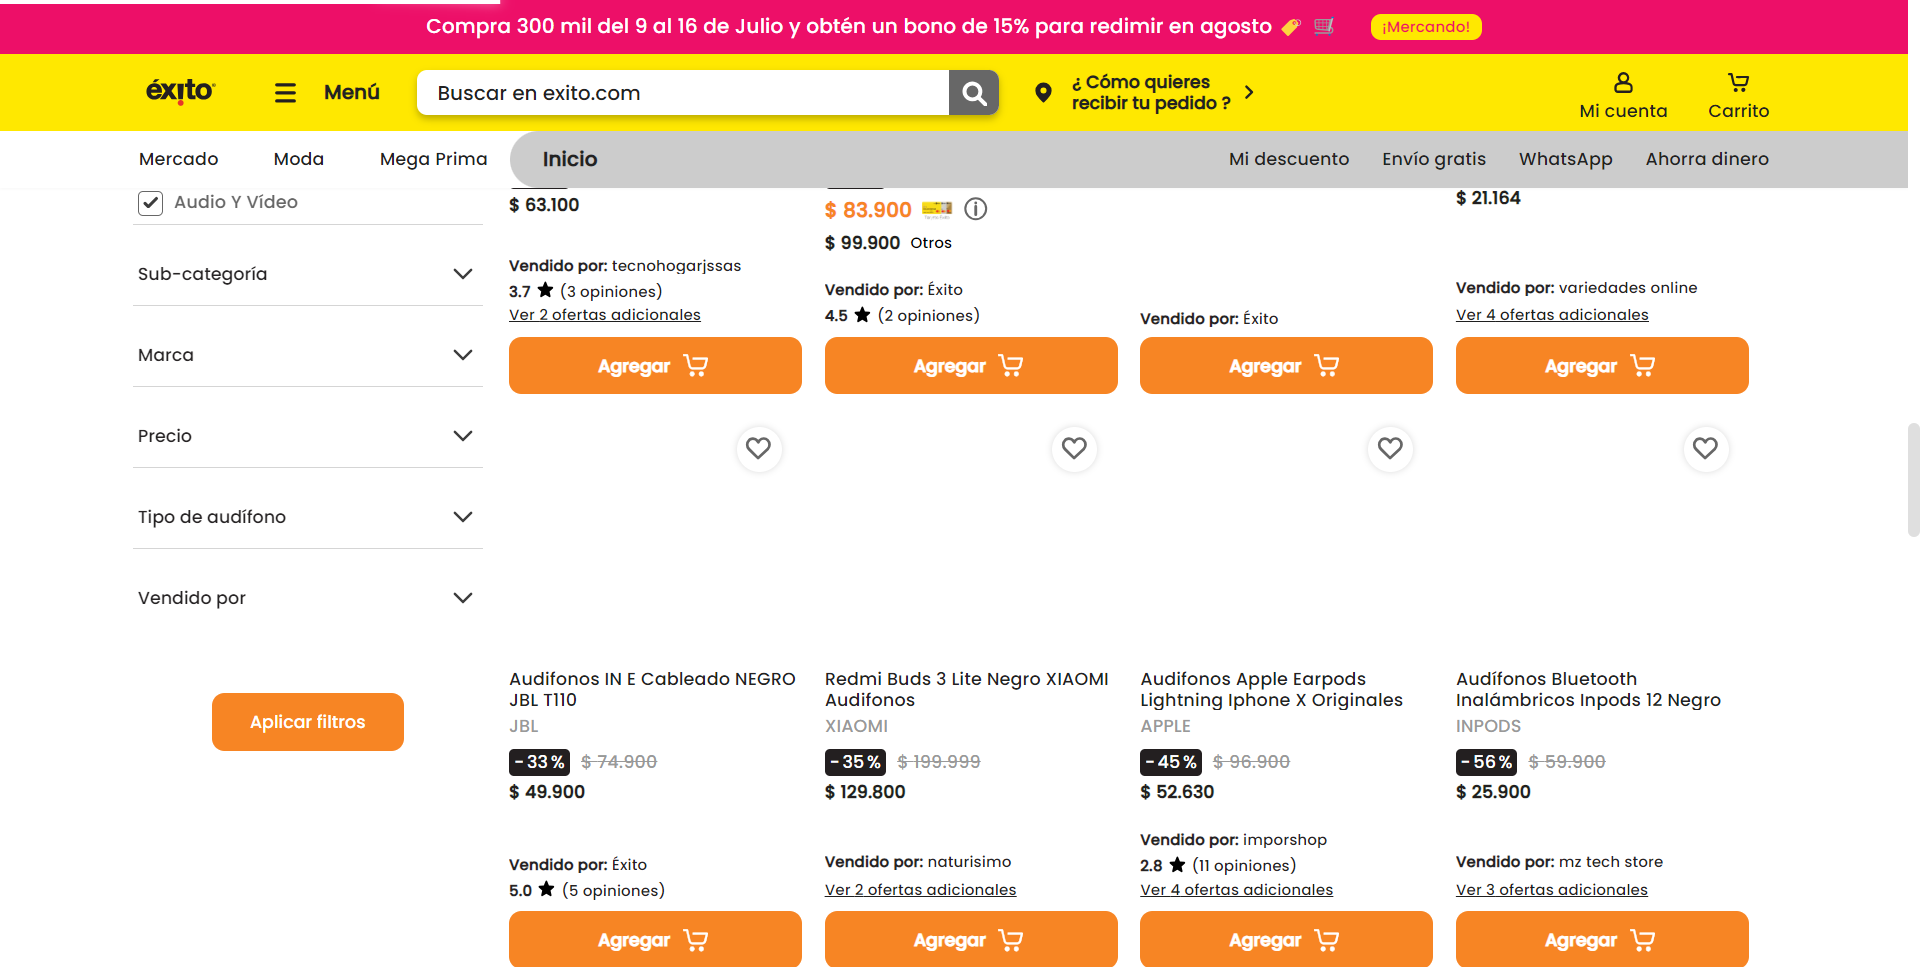 Compra 300 mil del 9 al 16 de Julio y obtén un bono de 15% para redimir en agosto
¡Mercando!
éxito
Menú
Buscar en exito.com
¿ Cómo quieres
recibir tu pedido ?
Mi cuenta
Carrito
Mercado
Moda
Mega Prima
Inicio
Mi descuento
Envío gratis
WhatsApp
Ahorra dinero
Audio Y Vídeo
Sub-categoría
Marca
Precio
Tipo de audífono
Vendido por
Aplicar filtros
$ 63.100
Vendido por: tecnohogarjssas
3.7 (3 opiniones)
Ver 2 ofertas adicionales
Agregar
$ 83.900
$ 99.900 Otros
Vendido por: Éxito
4.5 (2 opiniones)
Agregar
Vendido por: Éxito
Agregar
$ 21.164
Vendido por: variedades online
Ver 4 ofertas adicionales
Agregar
Audifonos IN E Cableado NEGRO
JBL T110
JBL
-33% $ 74.900
$ 49.900
Vendido por: Éxito
5.0 (5 opiniones)
Agregar
Redmi Buds 3 Lite Negro XIAOMI
Audifonos
XIAOMI
-35% $ 199.999
$ 129.800
Vendido por: naturisimo
Ver 2 ofertas adicionales
Agregar
Audifonos Apple Earpods
Lightning Iphone X Originales
APPLE
-45% $ 96.900
$ 52.630
Vendido por: imporshop
2.8 (11 opiniones)
Ver 4 ofertas adicionales
Agregar
Audífonos Bluetooth
Inalámbricos Inpods 12 Negro
INPODS
-56% $ 59.900
$ 25.900
Vendido por: mz tech store
Ver 3 ofertas adicionales
Agregar